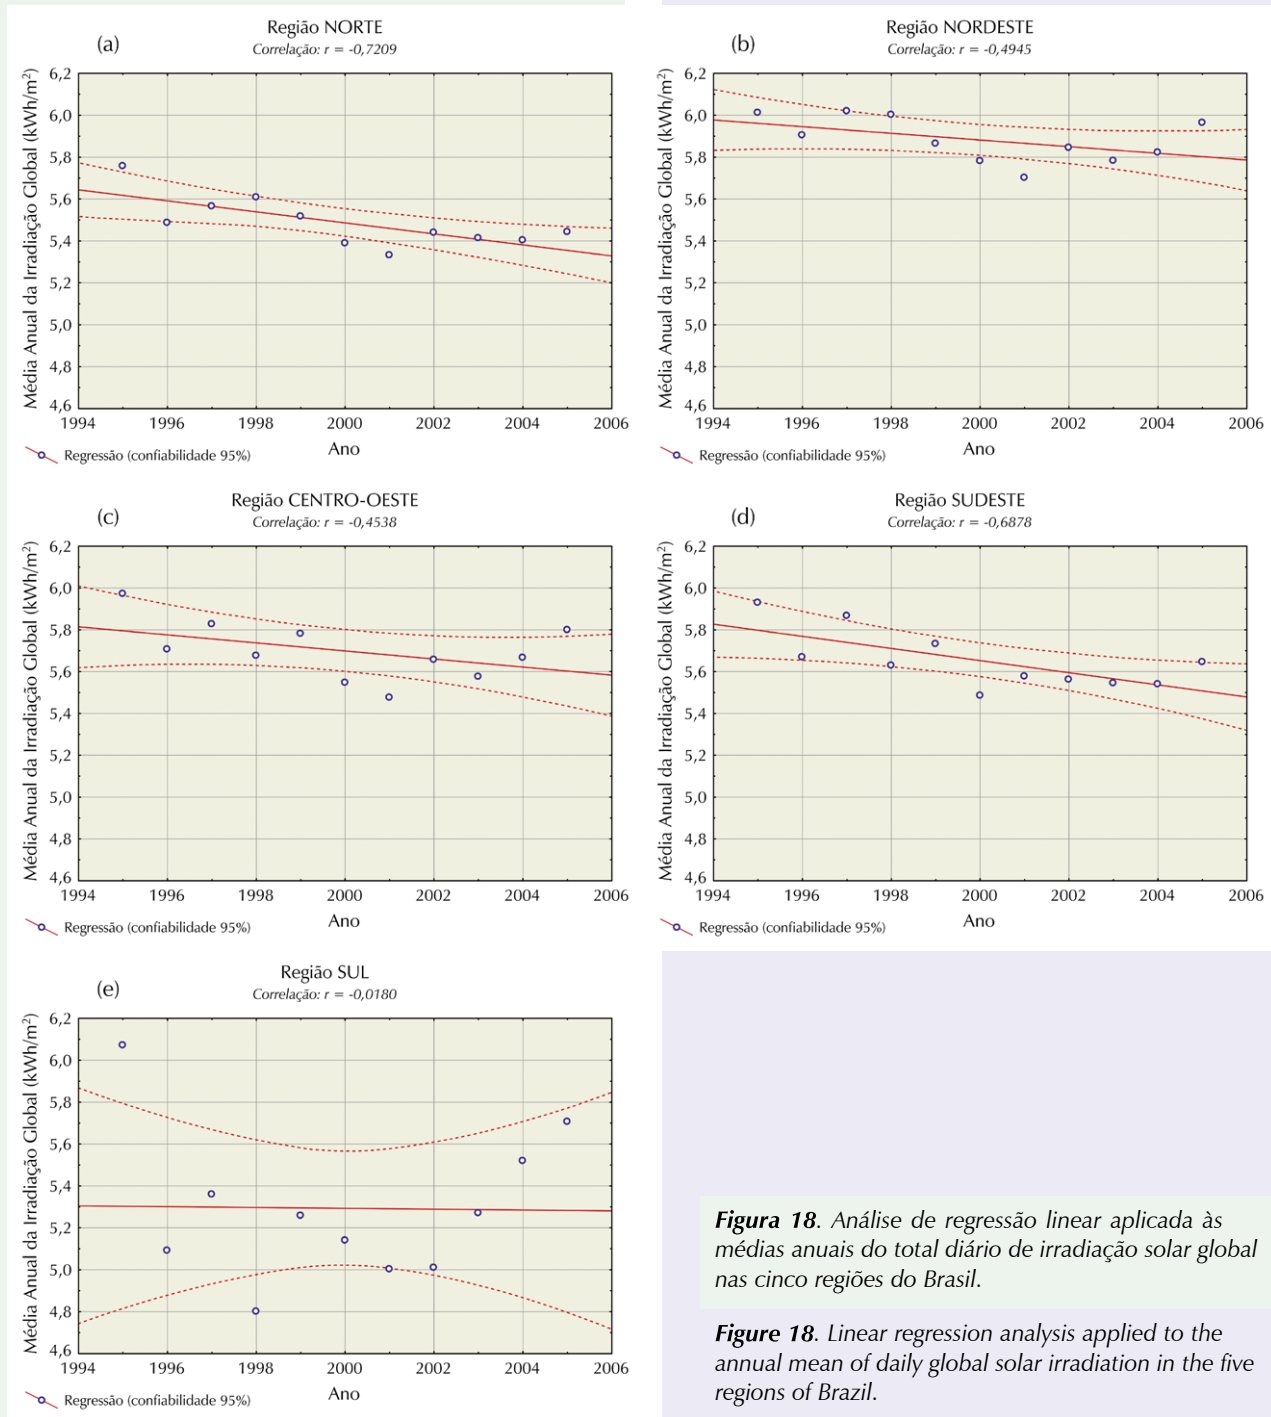 Região NORTE
(a)
Correlação: r = -0,7209
Média Anual da Irradiação Global (kWh/m²)
6,2
6,0
5,8
5,6
5,4
5,2
5,0
4,8
4,6
1994 1996 1998 2000 2002 2004 2006
Ano
Regressão (confiabilidade 95%)
Região NORDESTE
(b)
Correlação: r = -0,4945
Média Anual da Irradiação Global (kWh/m²)
6,2
6,0
5,8
5,6
5,4
5,2
5,0
4,8
4,6
1994 1996 1998 2000 2002 2004 2006
Ano
Regressão (confiabilidade 95%)
Região CENTRO-OESTE
(c)
Correlação: r = -0,4538
Média Anual da Irradiação Global (kWh/m²)
6,2
6,0
5,8
5,6
5,4
5,2
5,0
4,8
4,6
1994 1996 1998 2000 2002 2004 2006
Ano
Regressão (confiabilidade 95%)
Região SUDESTE
(d)
Correlação: r = -0,6878
Média Anual da Irradiação Global (kWh/m²)
6,2
6,0
5,8
5,6
5,4
5,2
5,0
4,8
4,6
1994 1996 1998 2000 2002 2004 2006
Ano
Regressão (confiabilidade 95%)
Região SUL
(e)
Correlação: r = -0,0180
Média Anual da Irradiação Global (kWh/m²)
6,2
6,0
5,8
5,6
5,4
5,2
5,0
4,8
4,6
1994 1996 1998 2000 2002 2004 2006
Ano
Regressão (confiabilidade 95%)
Figura 18. Análise de regressão linear aplicada às
médias anuais do total diário de irradiação solar global
nas cinco regiões do Brasil.
Figure 18. Linear regression analysis applied to the
annual mean of daily global solar irradiation in the five
regions of Brazil.